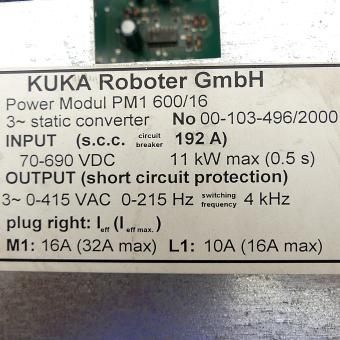 KUKA Roboter GmbH
Power Modul PM1 600/16
3~ static converter No 00-103-496/2000
INPUT (s.c.c. circuit breaker 192 A)
70-690 VDC 11 kW max (0.5 s)
OUTPUT (short circuit protection)
3~ 0-415 VAC 0-215 Hz switching frequency 4 kHz
plug right: Ieff (Ieff max.)
M1: 16A (32A max) L1: 10A (16A max)